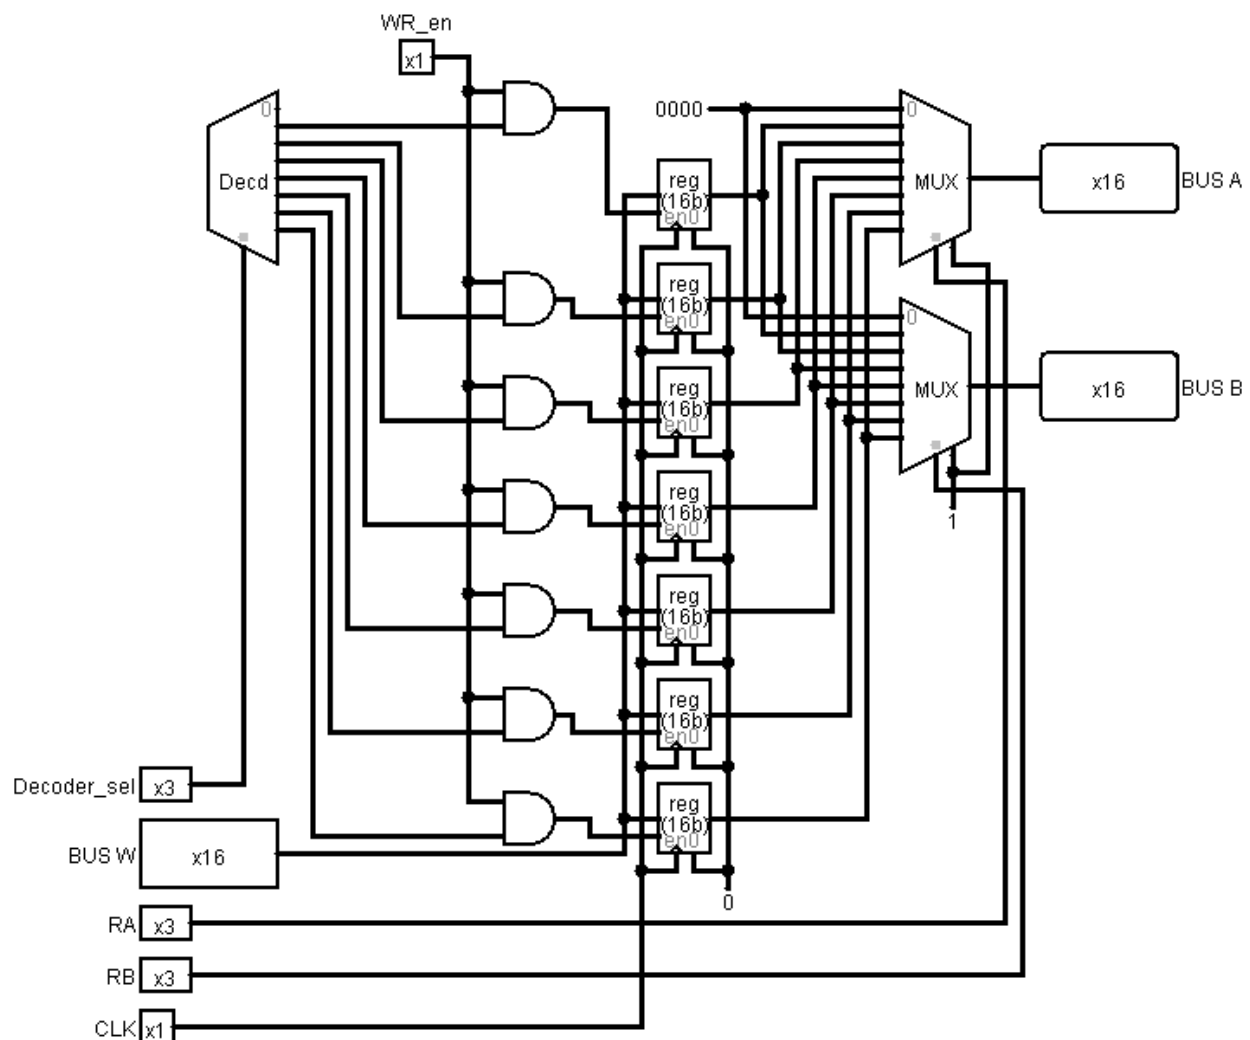 WR_en
x1
0
Decd
0000
0
MUX
x16
BUS A
reg
(16b)
en0
reg
(16b)
en0
0
MUX
x16
BUS B
reg
(16b)
en0
reg
(16b)
en0
1
reg
(16b)
en0
reg
(16b)
en0
reg
(16b)
en0
0
Decoder_sel
x3
BUS W
x16
RA
x3
RB
x3
CLK
x1